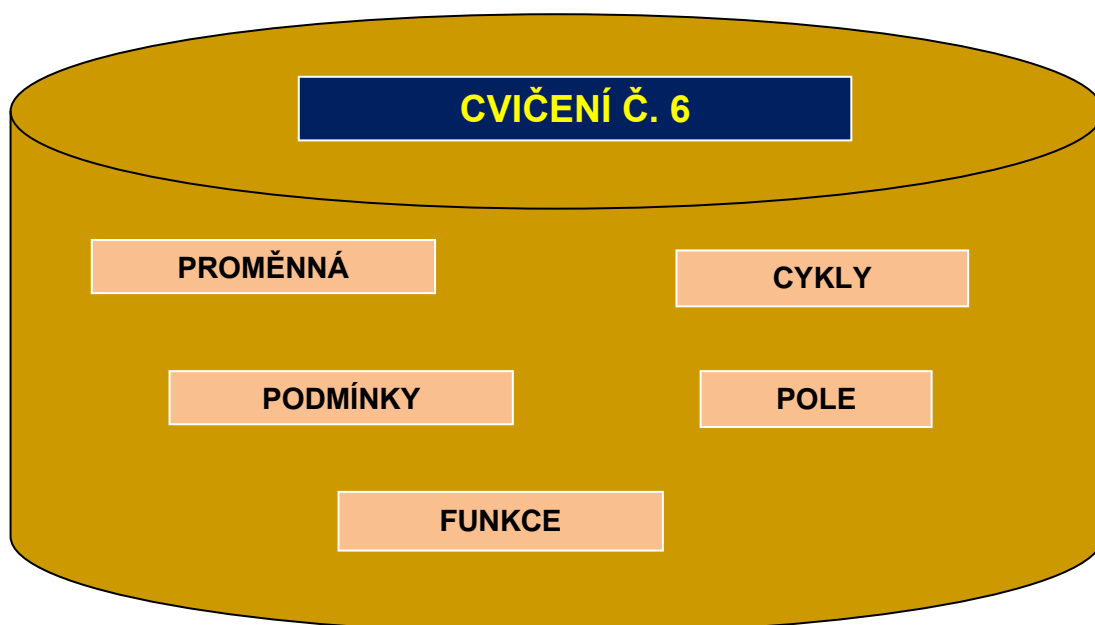 CVIČENÍ Č. 6
PROMĚNNÁ
CYKLY
PODMÍNKY
POLE
FUNKCE